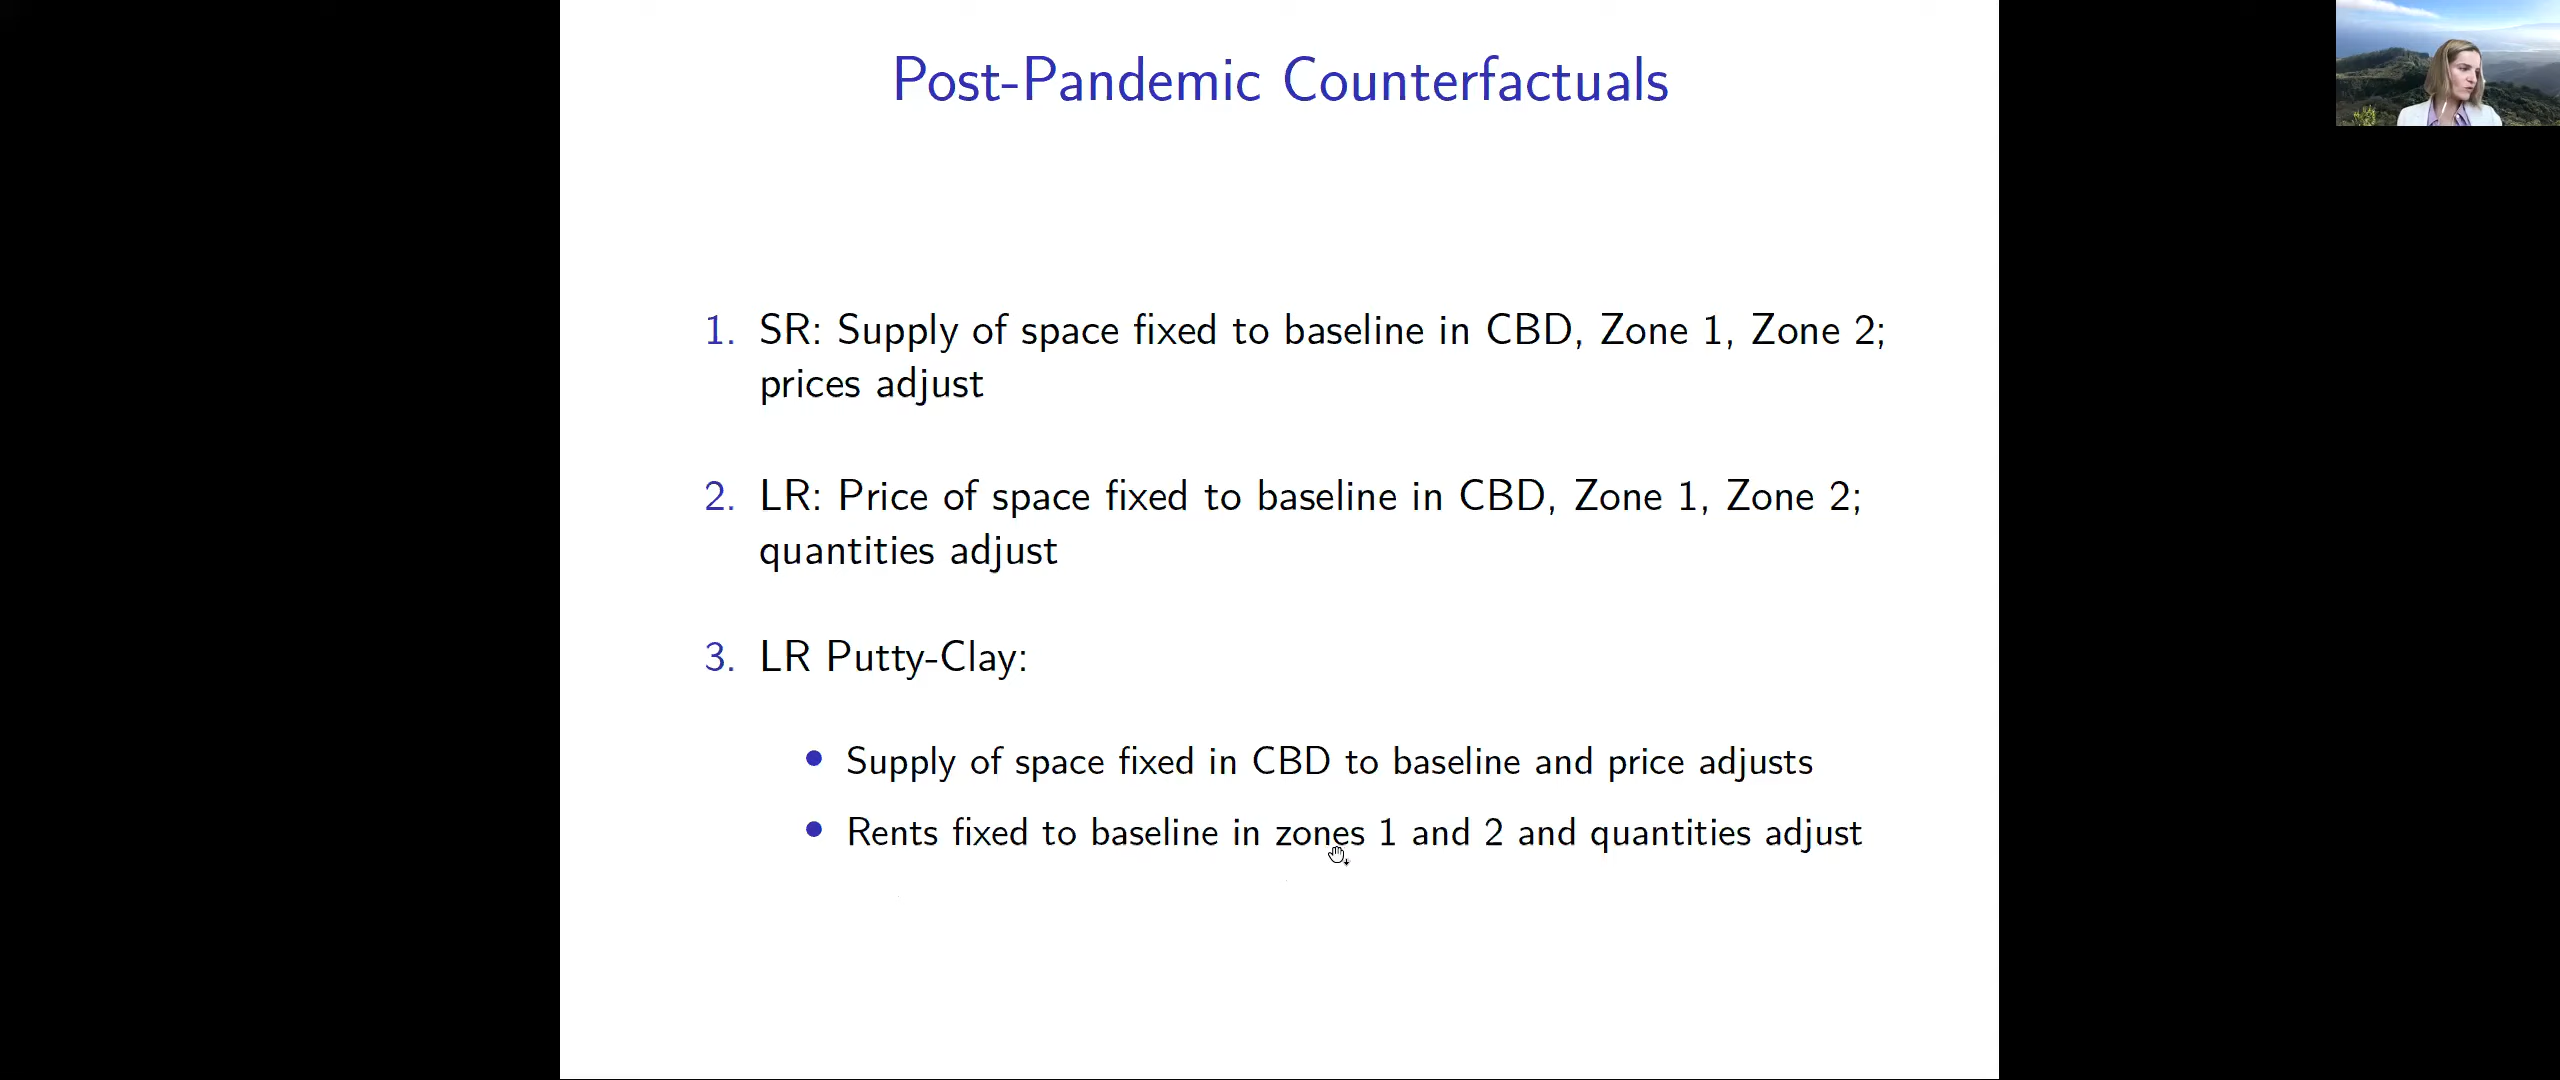 Post-Pandemic Counterfactuals
1. SR: Supply of space fixed to baseline in CBD, Zone 1, Zone 2;
prices adjust
2. LR: Price of space fixed to baseline in CBD, Zone 1, Zone 2;
quantities adjust
3. LR Putty-Clay:
• Supply of space fixed in CBD to baseline and price adjusts
• Rents fixed to baseline in zones 1 and 2 and quantities adjust